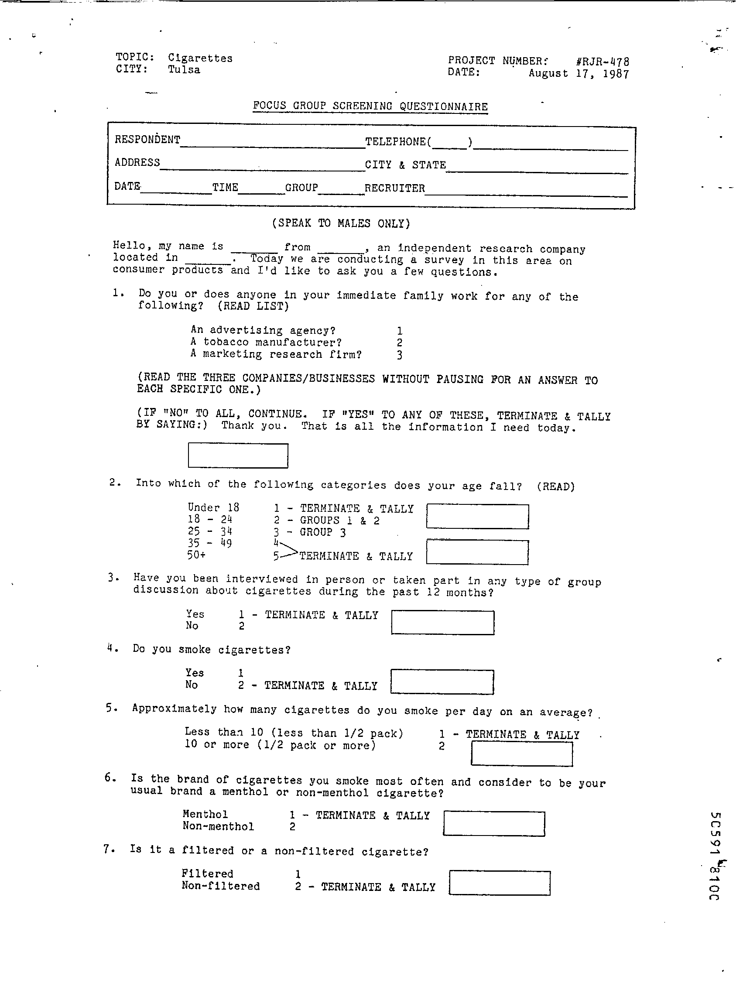 TOPIC: Cigarettes
CITY: Tulsa
PROJECT NUMBER: #RJR-478
DATE: August 17, 1987
FOCUS GROUP SCREENING QUESTIONNAIRE
RESPONDENT____ TELEPHONE(____)____
ADDRESS____ CITY & STATE____
DATE____ TIME____ GROUP____ RECRUITER____
(SPEAK TO MALES ONLY)
Hello, my name is ______ from ______, an independent research company
located in ______. Today we are conducting a survey in this area on
consumer products and I'd like to ask you a few questions.
1. Do you or does anyone in your immediate family work for any of the
following? (READ LIST)
An advertising agency? 1
A tobacco manufacturer? 2
A marketing research firm? 3
(READ THE THREE COMPANIES/BUSINESSES WITHOUT PAUSING FOR AN ANSWER TO
EACH SPECIFIC ONE.)
(IF "NO" TO ALL, CONTINUE. IF "YES" TO ANY OF THESE, TERMINATE & TALLY
BY SAYING:) Thank you. That is all the information I need today.
2. Into which of the following categories does your age fall? (READ)
Under 18 1 - TERMINATE & TALLY
18 - 24 2 - GROUPS 1 & 2
25 - 34 3 - GROUP 3
35 - 49 4
50+ 5 TERMINATE & TALLY
3. Have you been interviewed in person or taken part in any type of group
discussion about cigarettes during the past 12 months?
Yes 1 - TERMINATE & TALLY
No 2
4. Do you smoke cigarettes?
Yes 1
No 2 - TERMINATE & TALLY
5. Approximately how many cigarettes do you smoke per day on an average?
Less than 10 (less than 1/2 pack) 1 - TERMINATE & TALLY
10 or more (1/2 pack or more) 2
6. Is the brand of cigarettes you smoke most often and consider to be your
usual brand a menthol or non-menthol cigarette?
Menthol 1 - TERMINATE & TALLY
Non-menthol 2
7. Is it a filtered or a non-filtered cigarette?
Filtered 1
Non-filtered 2 - TERMINATE & TALLY